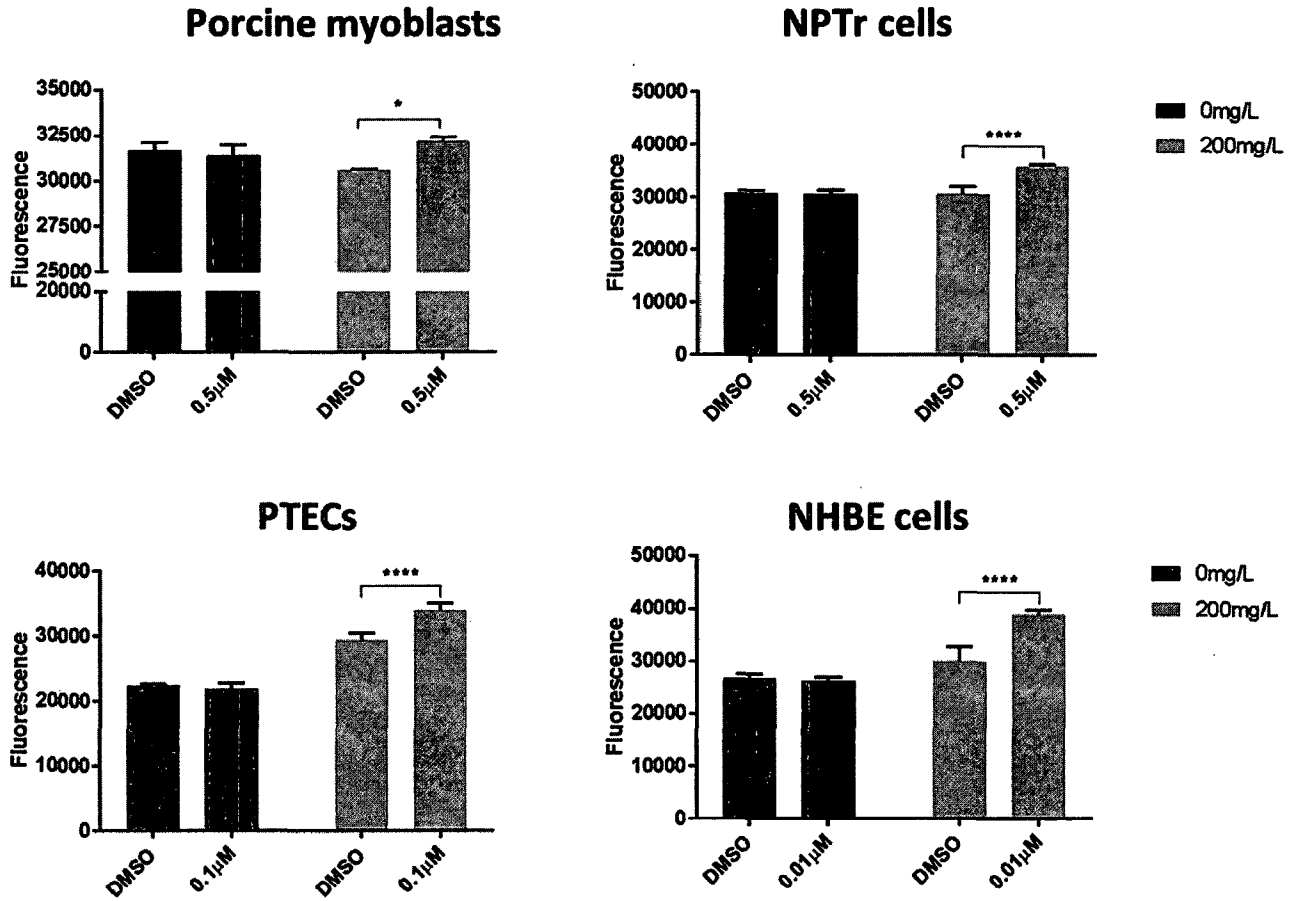 Porcine myoblasts
Fluorescence
35000
32500
30000
27500
25000
20000
0
*
DMSO
0.5µM
DMSO
0.5µM
NPTr cells
Fluorescence
50000
40000
30000
20000
10000
0
****
DMSO
0.5µM
DMSO
0.5µM
0mg/L
200mg/L
PTECs
Fluorescence
40000
30000
20000
10000
0
****
DMSO
0.1µM
DMSO
0.1µM
NHBE cells
Fluorescence
50000
40000
30000
20000
10000
0
****
DMSO
0.01µM
DMSO
0.01µM
0mg/L
200mg/L